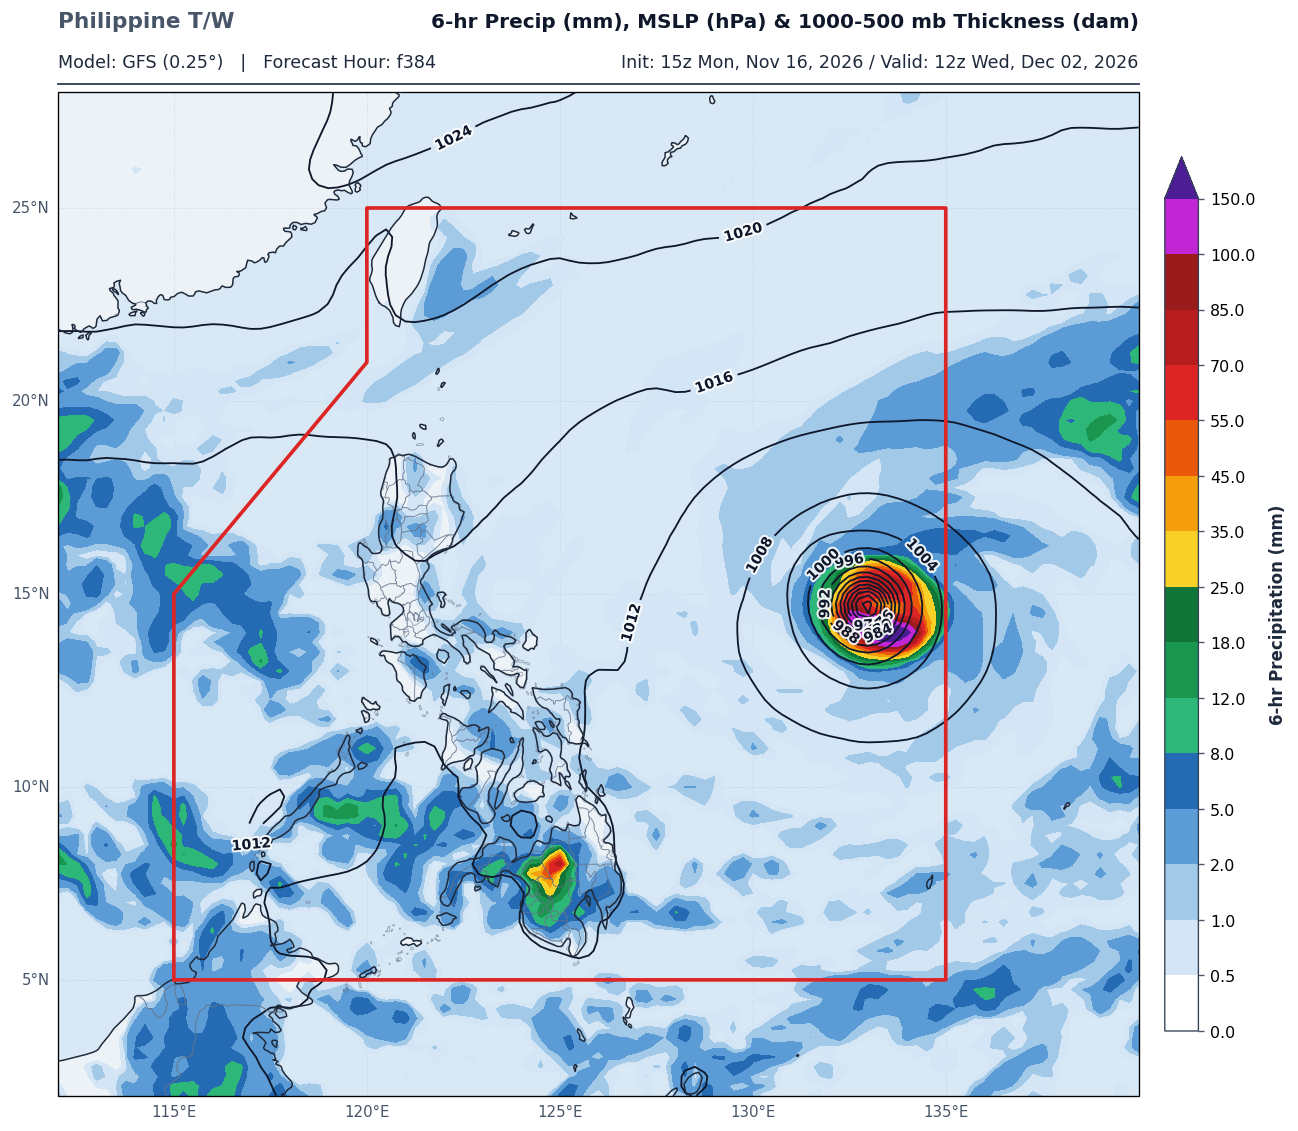 Philippine T/W
6-hr Precip (mm), MSLP (hPa) & 1000-500 mb Thickness (dam)
Model: GFS (0.25°) | Forecast Hour: f384
Init: 15z Mon, Nov 16, 2026 / Valid: 12z Wed, Dec 02, 2026
1024
1020
1016
1012
1008
1004
1000
996
992
988
984
1012
25°N
20°N
15°N
10°N
5°N
115°E
120°E
125°E
130°E
135°E
150.0
100.0
85.0
70.0
55.0
45.0
35.0
25.0
18.0
12.0
8.0
5.0
2.0
1.0
0.5
0.0
6-hr Precipitation (mm)